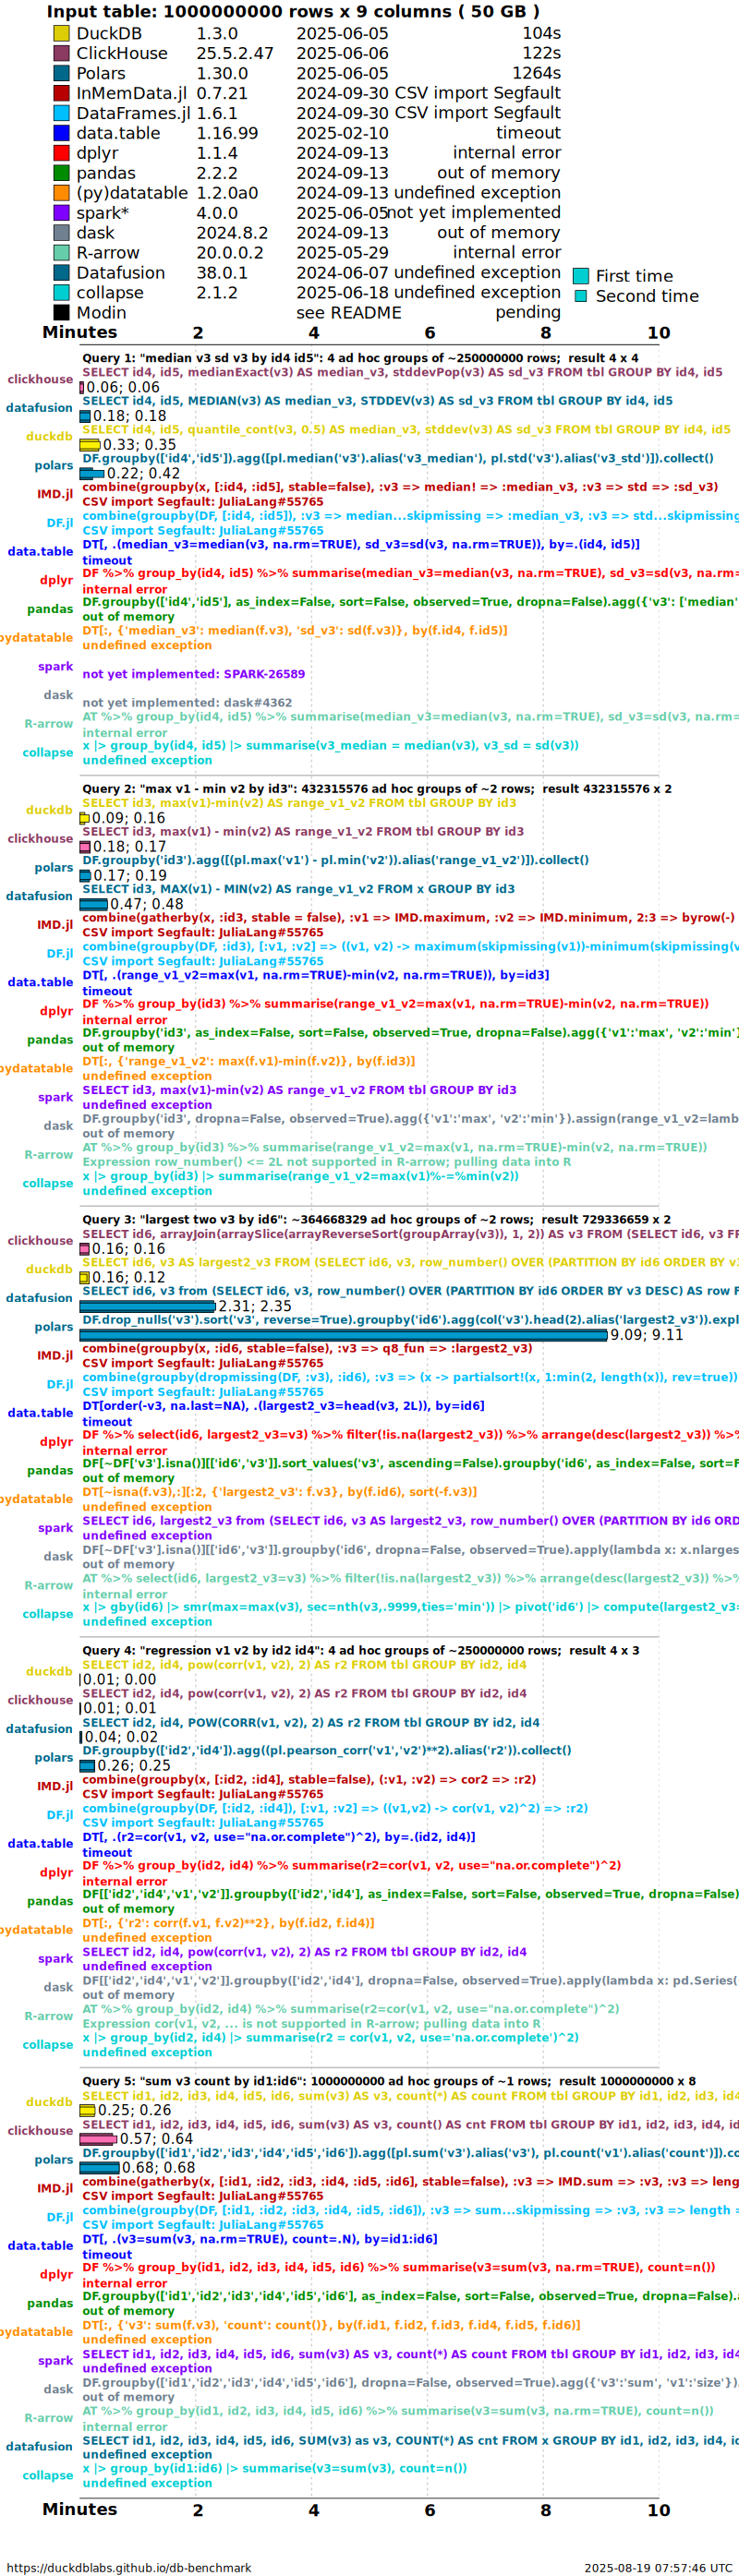 Input table: 1000000000 rows x 9 columns ( 50 GB )
DuckDB 1.3.0 2025-06-05 104s
ClickHouse 25.5.2.47 2025-06-06 122s
Polars 1.30.0 2025-06-05 1264s
InMemData.jl 0.7.21 2024-09-30 CSV import Segfault
DataFrames.jl 1.6.1 2024-09-30 CSV import Segfault
data.table 1.16.99 2025-02-10 timeout
dplyr 1.1.4 2024-09-13 internal error
pandas 2.2.2 2024-09-13 out of memory
(py)datatable 1.2.0a0 2024-09-13 undefined exception
spark* 4.0.0 2025-06-05 not yet implemented
dask 2024.8.2 2024-09-13 out of memory
R-arrow 20.0.0.2 2025-05-29 internal error
Datafusion 38.0.1 2024-06-07 undefined exception First time
collapse 2.1.2 2025-06-18 undefined exception Second time
Modin see README pending
Minutes 2 4 6 8 10
Query 1: "median v3 sd v3 by id4 id5": 4 ad hoc groups of ~250000000 rows; result 4 x 4
SELECT id4, id5, medianExact(v3) AS median_v3, stddevPop(v3) AS sd_v3 FROM tbl GROUP BY id4, id5
clickhouse 0.06; 0.06
SELECT id4, id5, MEDIAN(v3) AS median_v3, STDDEV(v3) AS sd_v3 FROM tbl GROUP BY id4, id5
datafusion 0.18; 0.18
SELECT id4, id5, quantile_cont(v3, 0.5) AS median_v3, stddev(v3) AS sd_v3 FROM tbl GROUP BY id4, id5
duckdb 0.33; 0.35
DF.groupby(['id4','id5']).agg([pl.median('v3').alias('v3_median'), pl.std('v3').alias('v3_std')]).collect()
polars 0.22; 0.42
combine(groupby(x, [:id4, :id5], stable=false), :v3 => median! => :median_v3, :v3 => std => :sd_v3)
IMD.jl CSV import Segfault: JuliaLang#55765
combine(groupby(DF, [:id4, :id5]), :v3 => median...skipmissing => :median_v3, :v3 => std...skipmissing
DF.jl CSV import Segfault: JuliaLang#55765
DT[, .(median_v3=median(v3, na.rm=TRUE), sd_v3=sd(v3, na.rm=TRUE)), by=.(id4, id5)]
data.table timeout
DF %>% group_by(id4, id5) %>% summarise(median_v3=median(v3, na.rm=TRUE), sd_v3=sd(v3, na.rm=
dplyr internal error
DF.groupby(['id4','id5'], as_index=False, sort=False, observed=True, dropna=False).agg({'v3': ['median'
pandas out of memory
DT[:, {'median_v3': median(f.v3), 'sd_v3': sd(f.v3)}, by(f.id4, f.id5)]
pydatatable undefined exception
spark not yet implemented: SPARK-26589
dask not yet implemented: dask#4362
AT %>% group_by(id4, id5) %>% summarise(median_v3=median(v3, na.rm=TRUE), sd_v3=sd(v3, na.rm=
R-arrow internal error
x |> group_by(id4, id5) |> summarise(v3_median = median(v3), v3_sd = sd(v3))
collapse undefined exception
Query 2: "max v1 - min v2 by id3": 432315576 ad hoc groups of ~2 rows; result 432315576 x 2
SELECT id3, max(v1)-min(v2) AS range_v1_v2 FROM tbl GROUP BY id3
duckdb 0.09; 0.16
SELECT id3, max(v1) - min(v2) AS range_v1_v2 FROM tbl GROUP BY id3
clickhouse 0.18; 0.17
DF.groupby('id3').agg([(pl.max('v1') - pl.min('v2')).alias('range_v1_v2')]).collect()
polars 0.17; 0.19
SELECT id3, MAX(v1) - MIN(v2) AS range_v1_v2 FROM x GROUP BY id3
datafusion 0.47; 0.48
combine(gatherby(x, :id3, stable = false), :v1 => IMD.maximum, :v2 => IMD.minimum, 2:3 => byrow(-)
IMD.jl CSV import Segfault: JuliaLang#55765
combine(groupby(DF, :id3), [:v1, :v2] => ((v1, v2) -> maximum(skipmissing(v1))-minimum(skipmissing(v
DF.jl CSV import Segfault: JuliaLang#55765
DT[, .(range_v1_v2=max(v1, na.rm=TRUE)-min(v2, na.rm=TRUE)), by=id3]
data.table timeout
DF %>% group_by(id3) %>% summarise(range_v1_v2=max(v1, na.rm=TRUE)-min(v2, na.rm=TRUE))
dplyr internal error
DF.groupby('id3', as_index=False, sort=False, observed=True, dropna=False).agg({'v1':'max', 'v2':'min'}
pandas out of memory
DT[:, {'range_v1_v2': max(f.v1)-min(f.v2)}, by(f.id3)]
pydatatable undefined exception
SELECT id3, max(v1)-min(v2) AS range_v1_v2 FROM tbl GROUP BY id3
spark undefined exception
DF.groupby('id3', dropna=False, observed=True).agg({'v1':'max', 'v2':'min'}).assign(range_v1_v2=lamb
dask out of memory
AT %>% group_by(id3) %>% summarise(range_v1_v2=max(v1, na.rm=TRUE)-min(v2, na.rm=TRUE))
R-arrow Expression row_number() <= 2L not supported in R-arrow; pulling data into R
x |> group_by(id3) |> summarise(range_v1_v2=max(v1)%-=%min(v2))
collapse undefined exception
Query 3: "largest two v3 by id6": ~364668329 ad hoc groups of ~2 rows; result 729336659 x 2
SELECT id6, arrayJoin(arraySlice(arrayReverseSort(groupArray(v3)), 1, 2)) AS v3 FROM (SELECT id6, v3 FR
clickhouse 0.16; 0.16
SELECT id6, v3 AS largest2_v3 FROM (SELECT id6, v3, row_number() OVER (PARTITION BY id6 ORDER BY v3
duckdb 0.16; 0.12
SELECT id6, v3 from (SELECT id6, v3, row_number() OVER (PARTITION BY id6 ORDER BY v3 DESC) AS row F
datafusion 2.31; 2.35
DF.drop_nulls('v3').sort('v3', reverse=True).groupby('id6').agg(col('v3').head(2).alias('largest2_v3')).expl
polars 9.09; 9.11
combine(groupby(x, :id6, stable=false), :v3 => q8_fun => :largest2_v3)
IMD.jl CSV import Segfault: JuliaLang#55765
combine(groupby(dropmissing(DF, :v3), :id6), :v3 => (x -> partialsort!(x, 1:min(2, length(x)), rev=true))
DF.jl CSV import Segfault: JuliaLang#55765
DT[order(-v3, na.last=NA), .(largest2_v3=head(v3, 2L)), by=id6]
data.table timeout
DF %>% select(id6, largest2_v3=v3) %>% filter(!is.na(largest2_v3)) %>% arrange(desc(largest2_v3)) %>%
dplyr internal error
DF[~DF['v3'].isna()][['id6','v3']].sort_values('v3', ascending=False).groupby('id6', as_index=False, sort=F
pandas out of memory
DT[~isna(f.v3),:][:2, {'largest2_v3': f.v3}, by(f.id6), sort(-f.v3)]
pydatatable undefined exception
SELECT id6, largest2_v3 from (SELECT id6, v3 AS largest2_v3, row_number() OVER (PARTITION BY id6 ORD
spark undefined exception
DF[~DF['v3'].isna()][['id6','v3']].groupby('id6', dropna=False, observed=True).apply(lambda x: x.nlarges
dask out of memory
AT %>% select(id6, largest2_v3=v3) %>% filter(!is.na(largest2_v3)) %>% arrange(desc(largest2_v3)) %>%
R-arrow internal error
x |> gby(id6) |> smr(max=max(v3), sec=nth(v3,.9999,ties='min')) |> pivot('id6') |> compute(largest2_v3=
collapse undefined exception
Query 4: "regression v1 v2 by id2 id4": 4 ad hoc groups of ~250000000 rows; result 4 x 3
SELECT id2, id4, pow(corr(v1, v2), 2) AS r2 FROM tbl GROUP BY id2, id4
duckdb 0.01; 0.00
SELECT id2, id4, pow(corr(v1, v2), 2) AS r2 FROM tbl GROUP BY id2, id4
clickhouse 0.01; 0.01
SELECT id2, id4, POW(CORR(v1, v2), 2) AS r2 FROM tbl GROUP BY id2, id4
datafusion 0.04; 0.02
DF.groupby(['id2','id4']).agg((pl.pearson_corr('v1','v2')**2).alias('r2')).collect()
polars 0.26; 0.25
combine(groupby(x, [:id2, :id4], stable=false), (:v1, :v2) => cor2 => :r2)
IMD.jl CSV import Segfault: JuliaLang#55765
combine(groupby(DF, [:id2, :id4]), [:v1, :v2] => ((v1,v2) -> cor(v1, v2)^2) => :r2)
DF.jl CSV import Segfault: JuliaLang#55765
DT[, .(r2=cor(v1, v2, use="na.or.complete")^2), by=.(id2, id4)]
data.table timeout
DF %>% group_by(id2, id4) %>% summarise(r2=cor(v1, v2, use="na.or.complete")^2)
dplyr internal error
DF[['id2','id4','v1','v2']].groupby(['id2','id4'], as_index=False, sort=False, observed=True, dropna=False)
pandas out of memory
DT[:, {'r2': corr(f.v1, f.v2)**2}, by(f.id2, f.id4)]
pydatatable undefined exception
SELECT id2, id4, pow(corr(v1, v2), 2) AS r2 FROM tbl GROUP BY id2, id4
spark undefined exception
DF[['id2','id4','v1','v2']].groupby(['id2','id4'], dropna=False, observed=True).apply(lambda x: pd.Series(
dask out of memory
AT %>% group_by(id2, id4) %>% summarise(r2=cor(v1, v2, use="na.or.complete")^2)
R-arrow Expression cor(v1, v2, ... is not supported in R-arrow; pulling data into R
x |> group_by(id2, id4) |> summarise(r2 = cor(v1, v2, use='na.or.complete')^2)
collapse undefined exception
Query 5: "sum v3 count by id1:id6": 1000000000 ad hoc groups of ~1 rows; result 1000000000 x 8
SELECT id1, id2, id3, id4, id5, id6, sum(v3) AS v3, count(*) AS count FROM tbl GROUP BY id1, id2, id3, id4
duckdb 0.25; 0.26
SELECT id1, id2, id3, id4, id5, id6, sum(v3) AS v3, count() AS cnt FROM tbl GROUP BY id1, id2, id3, id4, id
clickhouse 0.57; 0.64
DF.groupby(['id1','id2','id3','id4','id5','id6']).agg([pl.sum('v3').alias('v3'), pl.count('v1').alias('count')]).co
polars 0.68; 0.68
combine(gatherby(x, [:id1, :id2, :id3, :id4, :id5, :id6], stable=false), :v3 => IMD.sum => :v3, :v3 => leng
IMD.jl CSV import Segfault: JuliaLang#55765
combine(groupby(DF, [:id1, :id2, :id3, :id4, :id5, :id6]), :v3 => sum...skipmissing => :v3, :v3 => length =
DF.jl CSV import Segfault: JuliaLang#55765
DT[, .(v3=sum(v3, na.rm=TRUE), count=.N), by=id1:id6]
data.table timeout
DF %>% group_by(id1, id2, id3, id4, id5, id6) %>% summarise(v3=sum(v3, na.rm=TRUE), count=n())
dplyr internal error
DF.groupby(['id1','id2','id3','id4','id5','id6'], as_index=False, sort=False, observed=True, dropna=False).
pandas out of memory
DT[:, {'v3': sum(f.v3), 'count': count()}, by(f.id1, f.id2, f.id3, f.id4, f.id5, f.id6)]
pydatatable undefined exception
SELECT id1, id2, id3, id4, id5, id6, sum(v3) AS v3, count(*) AS count FROM tbl GROUP BY id1, id2, id3, id4
spark undefined exception
DF.groupby(['id1','id2','id3','id4','id5','id6'], dropna=False, observed=True).agg({'v3':'sum', 'v1':'size'})
dask out of memory
AT %>% group_by(id1, id2, id3, id4, id5, id6) %>% summarise(v3=sum(v3, na.rm=TRUE), count=n())
R-arrow internal error
SELECT id1, id2, id3, id4, id5, id6, SUM(v3) as v3, COUNT(*) AS cnt FROM x GROUP BY id1, id2, id3, id4, id
datafusion undefined exception
x |> group_by(id1:id6) |> summarise(v3=sum(v3), count=n())
collapse undefined exception
Minutes 2 4 6 8 10
https://duckdblabs.github.io/db-benchmark 2025-08-19 07:57:46 UTC